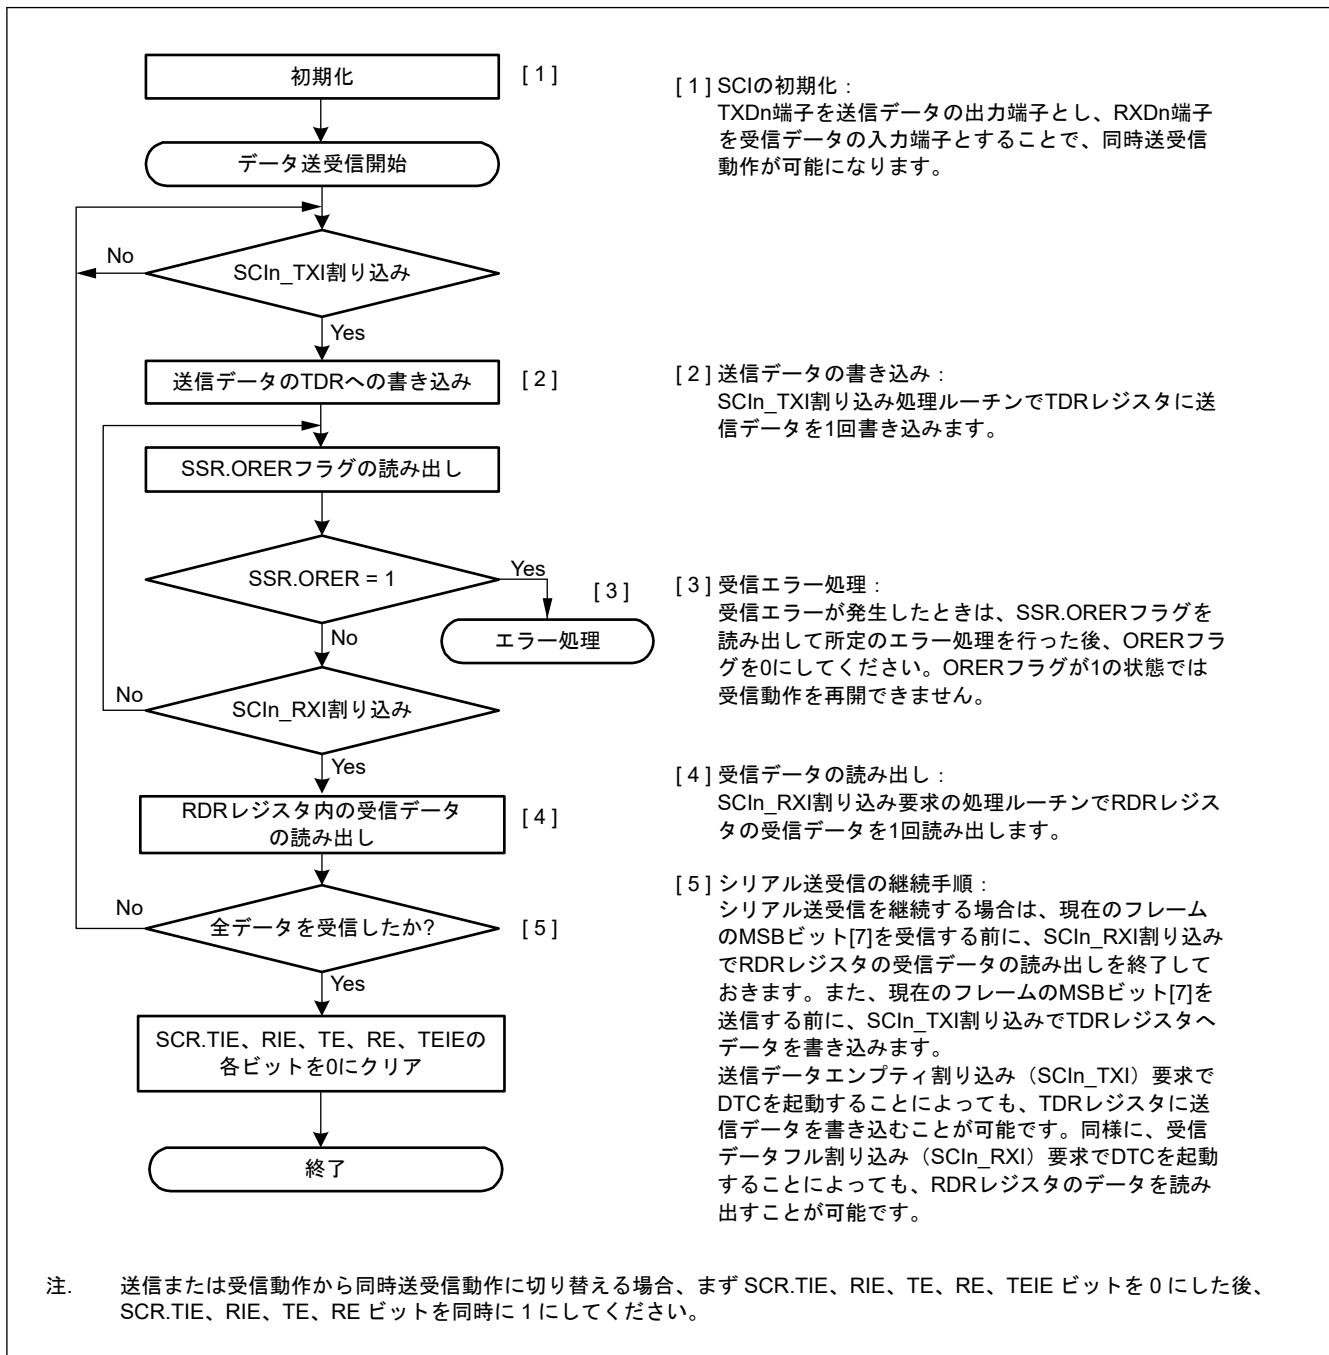 初期化
[ 1 ]
データ送受信開始
No
SCIn_TXI割り込み
Yes
送信データのTDRへの書き込み
[ 2 ]
SSR.ORERフラグの読み出し
SSR.ORER = 1
Yes
[ 3 ]
エラー処理
No
No
SCIn_RXI割り込み
Yes
RDRレジスタ内の受信データ
の読み出し
[ 4 ]
No
全データを受信したか?
[ 5 ]
Yes
SCR.TIE、RIE、TE、RE、TEIEの
各ビットを0にクリア
終了
[ 1 ] SCIの初期化：
TXDn端子を送信データの出力端子とし、RXDn端子
を受信データの入力端子とすることで、同時送受信
動作が可能になります。
[ 2 ] 送信データの書き込み：
SCIn_TXI割り込み処理ルーチンでTDRレジスタに送
信データを1回書き込みます。
[ 3 ] 受信エラー処理：
受信エラーが発生したときは、SSR.ORERフラグを
読み出して所定のエラー処理を行った後、ORERフラ
グを0にしてください。ORERフラグが1の状態では
受信動作を再開できません。
[ 4 ] 受信データの読み出し：
SCIn_RXI割り込み要求の処理ルーチンでRDRレジス
タの受信データを1回読み出します。
[ 5 ] シリアル送受信の継続手順：
シリアル送受信を継続する場合は、現在のフレーム
のMSBビット[7]を受信する前に、SCIn_RXI割り込み
でRDRレジスタの受信データの読み出しを終了して
おきます。また、現在のフレームのMSBビット[7]を
送信する前に、SCIn_TXI割り込みでTDRレジスタへ
データを書き込みます。
送信データエンプティ割り込み（SCIn_TXI）要求で
DTCを起動することによっても、TDRレジスタに送
信データを書き込むことが可能です。同様に、受信
データフル割り込み（SCIn_RXI）要求でDTCを起動
することによっても、RDRレジスタのデータを読み
出すことが可能です。
注. 送信または受信動作から同時送受信動作に切り替える場合、まず SCR.TIE、RIE、TE、RE、TEIE ビットを 0 にした後、
SCR.TIE、RIE、TE、RE ビットを同時に 1 にしてください。